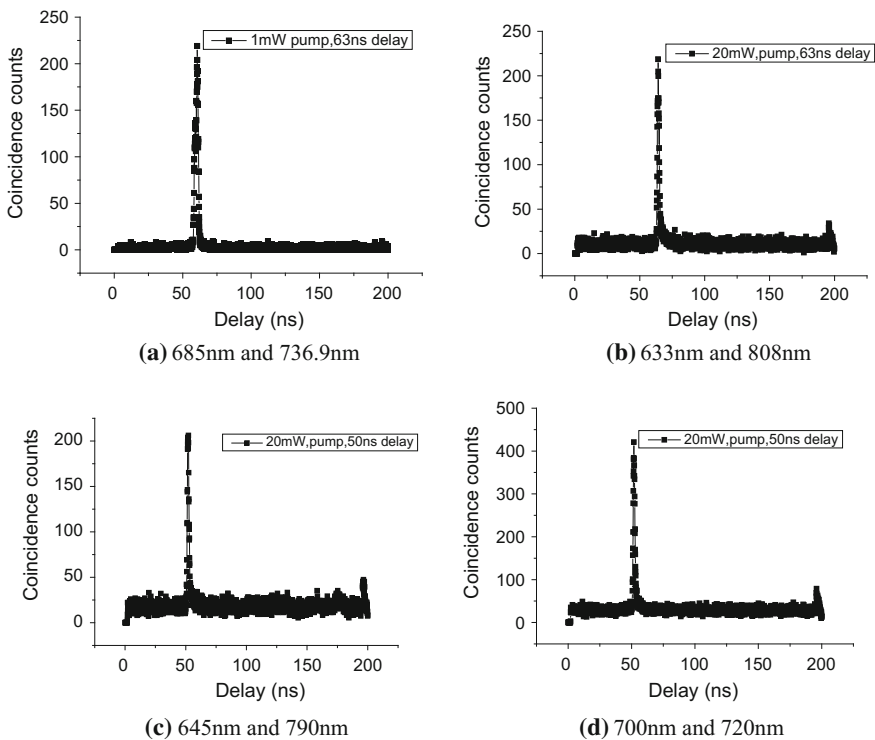 250
200
150
100
50
0
Coincidence counts
1mW pump,63ns delay
0 50 100 150 200
Delay (ns)
(a) 685nm and 736.9nm
250
200
150
100
50
0
Coincidence counts
20mW,pump,63ns delay
0 50 100 150 200
Delay (ns)
(b) 633nm and 808nm
200
150
100
50
0
Coincidence counts
20mW,pump,50ns delay
0 50 100 150 200
Delay (ns)
(c) 645nm and 790nm
500
400
300
200
100
0
Coincidence counts
20mW,pump,50ns delay
0 50 100 150 200
Delay (ns)
(d) 700nm and 720nm